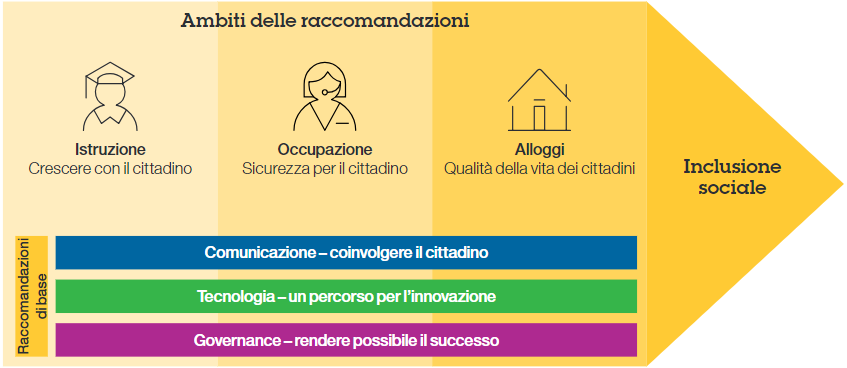 Ambiti delle raccomandazioni
Istruzione
Crescere con il cittadino
Occupazione
Sicurezza per il cittadino
Alloggi
Qualità della vita dei cittadini
Inclusione
sociale
Raccomandazioni
di base
Comunicazione – coinvolgere il cittadino
Tecnologia – un percorso per l’innovazione
Governance – rendere possibile il successo